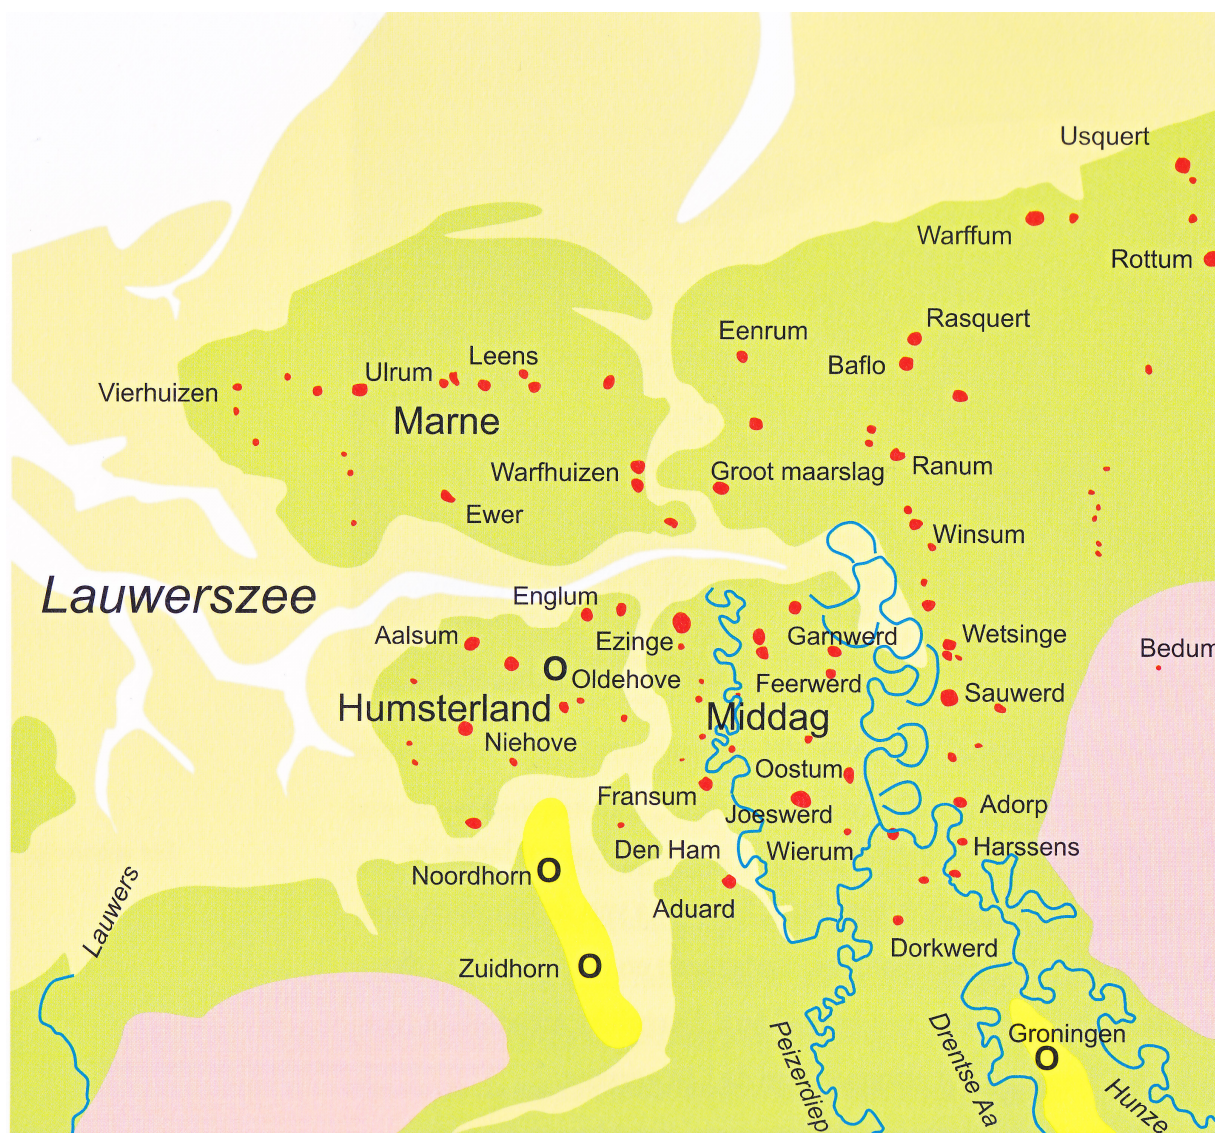 Usquert
Warffum
Rottum
Rasquert
Eenrum
Baflo
Leens
Ulrum
Vierhuizen
Marne
Groot maarslag
Ranum
Warfhuizen
Ewer
Winsum
Lauwerszee
Englum
Aalsum
Ezinge
Garnwerd
Wetsinge
Bedum
O
Oldehove
Feerwerd
Sauwerd
Humsterland
Middag
Niehove
Oostum
Fransum
Joeswerd
Adorp
Den Ham
Wierum
Harssens
Noordhorn
O
Lauwers
Aduard
Dorkwerd
Zuidhorn
O
Groningen
O
Peizerdiep
Drentse Aa
Hunze